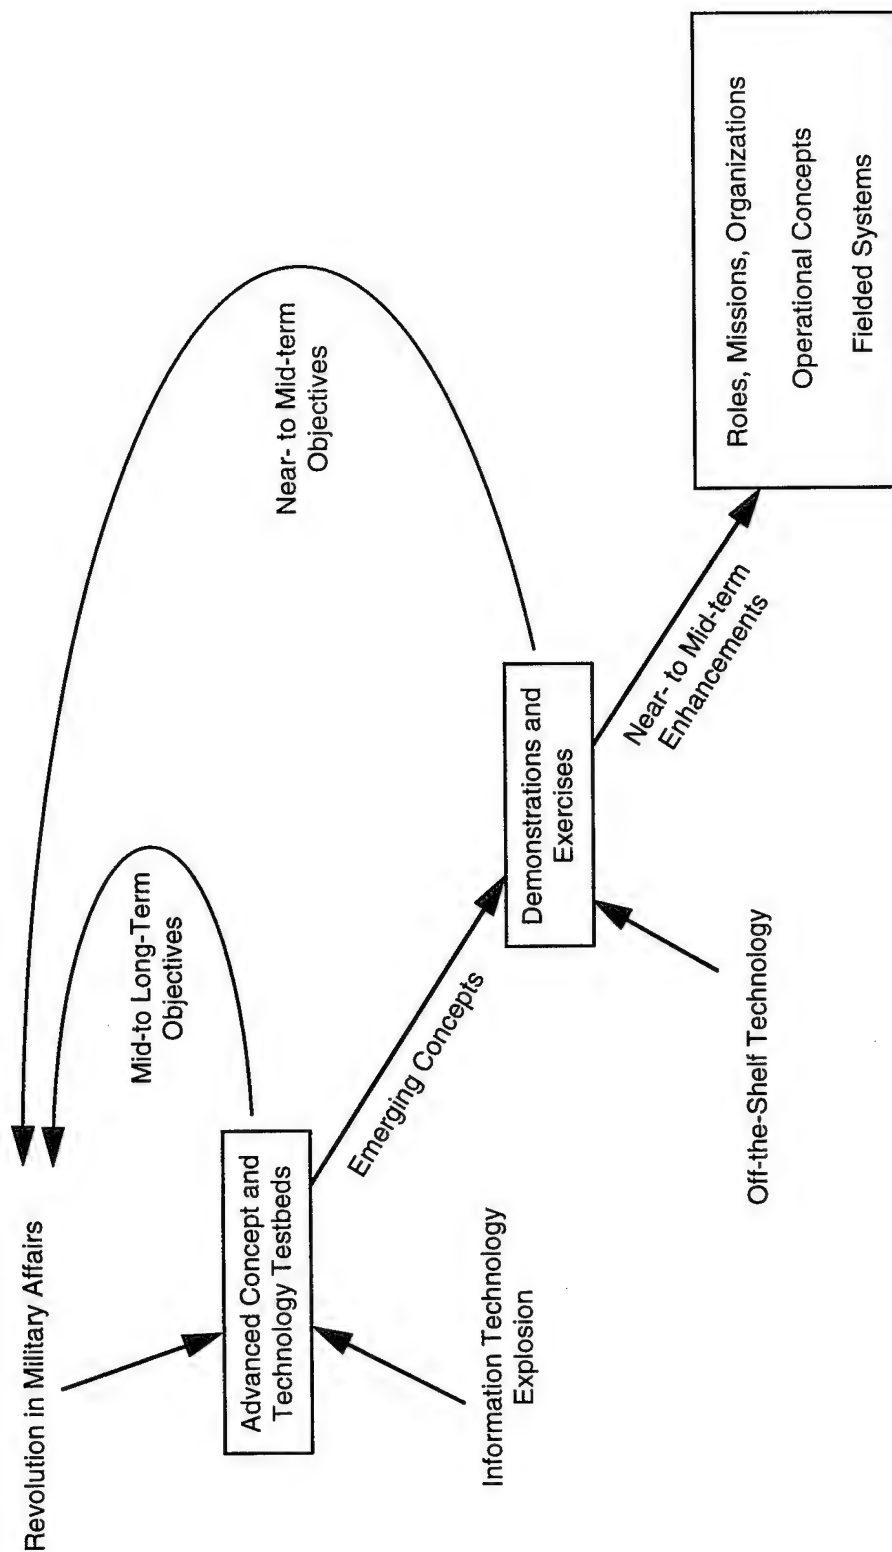 Revolution in Military Affairs
Mid-to Long-Term
Objectives
Near- to Mid-term
Objectives
Advanced Concept and
Technology Testbeds
Emerging Concepts
Information Technology
Explosion
Demonstrations and
Exercises
Near- to Mid-term
Enhancements
Off-the-Shelf Technology
Roles, Missions, Organizations
Operational Concepts
Fielded Systems